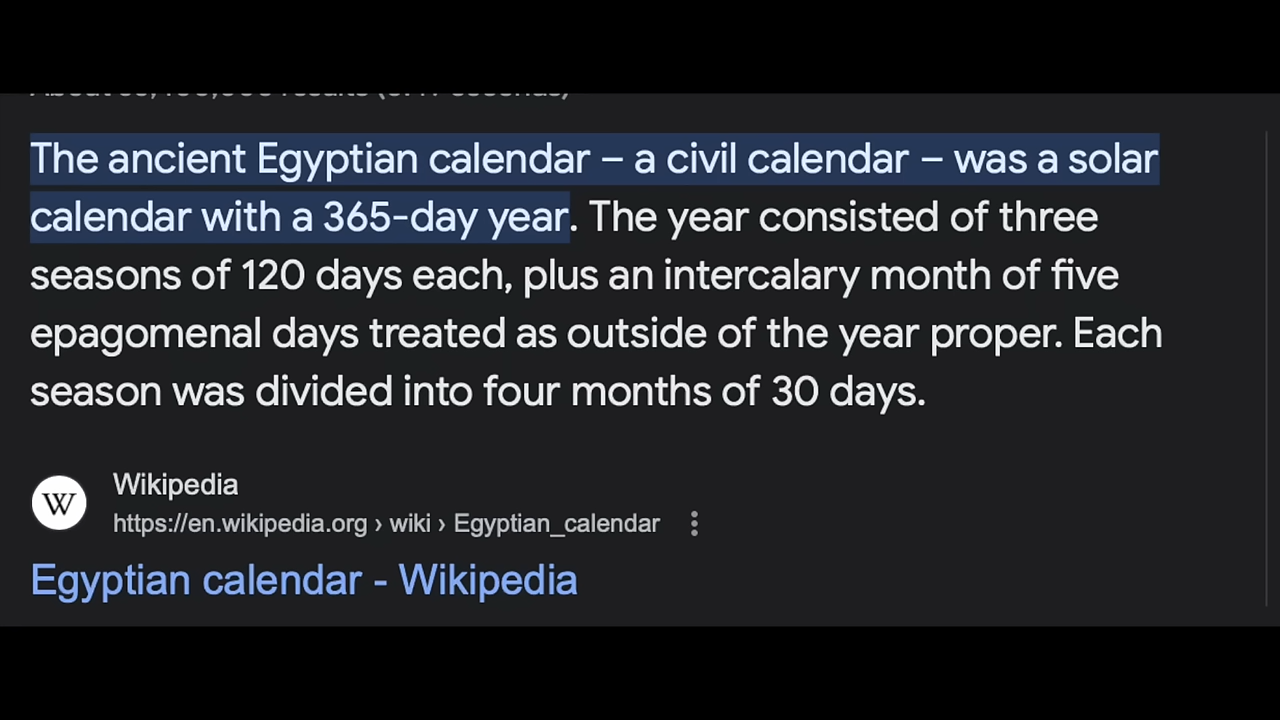 The ancient Egyptian calendar – a civil calendar – was a solar
calendar with a 365-day year. The year consisted of three
seasons of 120 days each, plus an intercalary month of five
epagomenal days treated as outside of the year proper. Each
season was divided into four months of 30 days.
W
Wikipedia
https://en.wikipedia.org › wiki › Egyptian_calendar
Egyptian calendar - Wikipedia